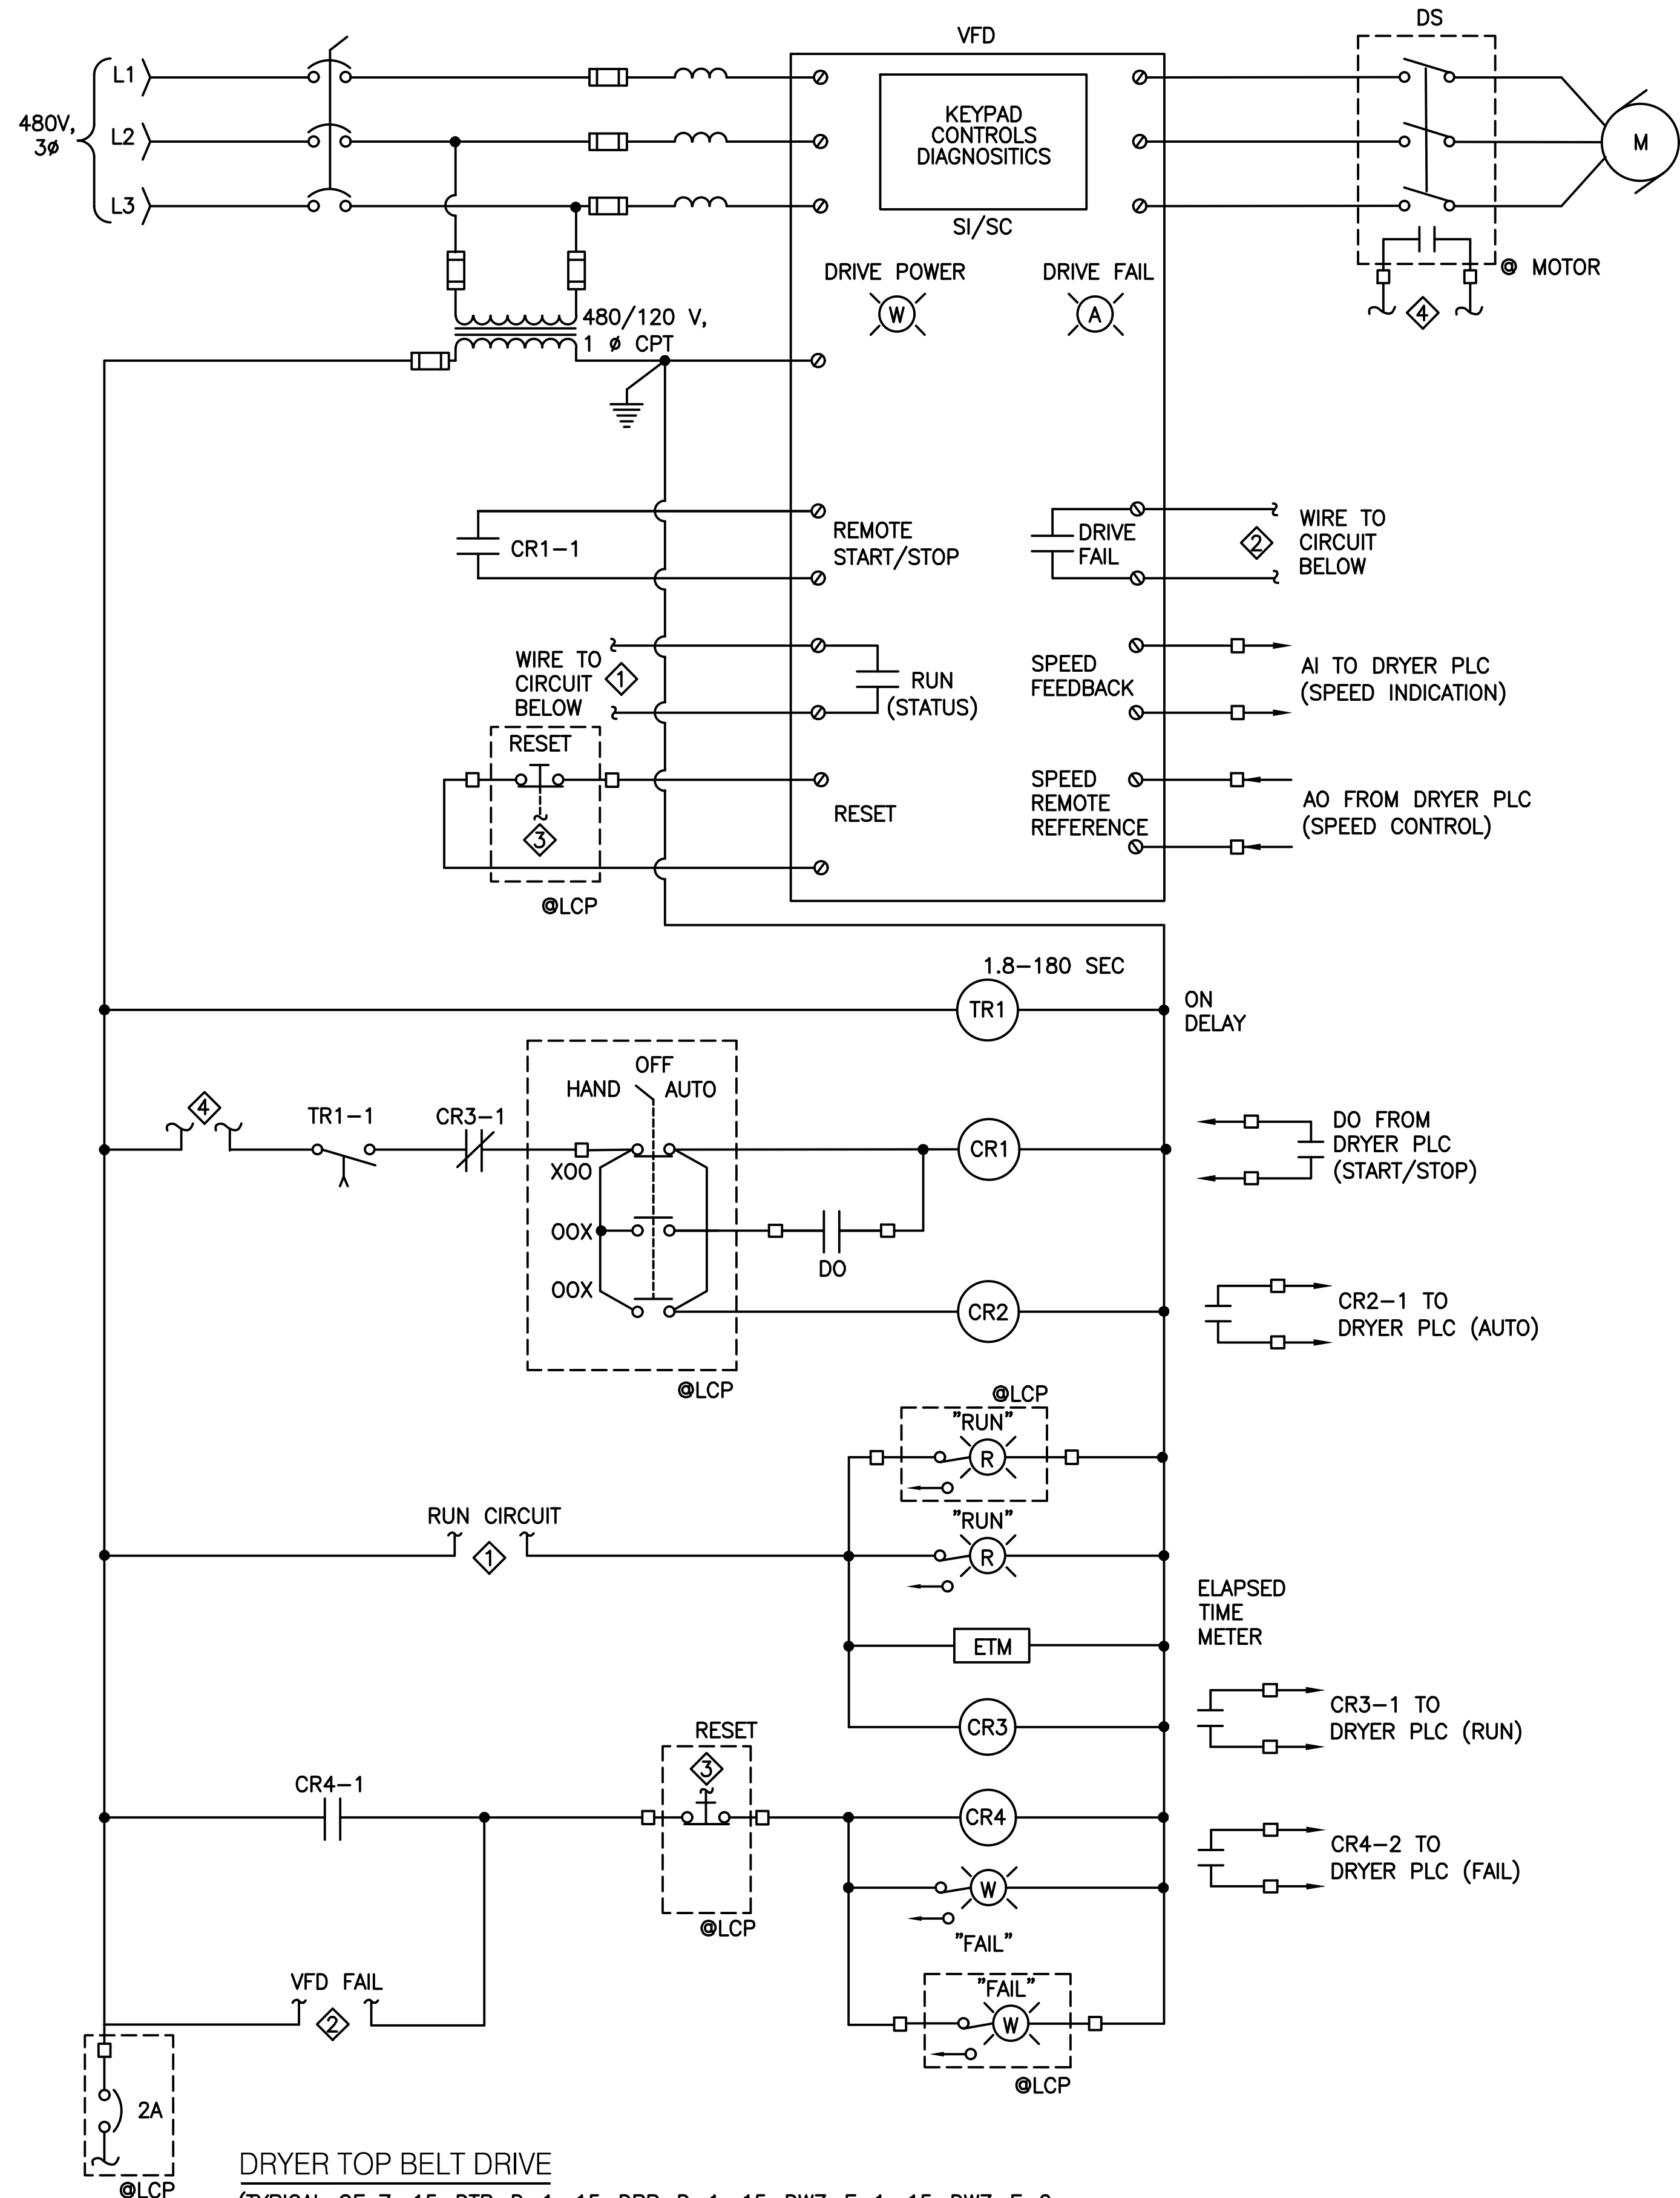 DS
VFD
L1
480V,
3ø
L2
L3
KEYPAD
CONTROLS
DIAGNOSITICS
SI/SC
M
DRIVE POWER
DRIVE FAIL
W
A
@ MOTOR
4
480/120 V,
1 ø CPT
CR1-1
REMOTE
START/STOP
DRIVE
FAIL
2
WIRE TO
CIRCUIT
BELOW
WIRE TO
CIRCUIT
BELOW
1
RUN
(STATUS)
SPEED
FEEDBACK
AI TO DRYER PLC
(SPEED INDICATION)
RESET
3
@LCP
RESET
SPEED
REMOTE
REFERENCE
AO FROM DRYER PLC
(SPEED CONTROL)
1.8-180 SEC
TR1
ON
DELAY
OFF
HAND
AUTO
4
TR1-1
CR3-1
XOO
CR1
DO FROM
DRYER PLC
(START/STOP)
OOX
DO
OOX
CR2
CR2-1 TO
DRYER PLC (AUTO)
@LCP
@LCP
"RUN"
R
RUN CIRCUIT
1
"RUN"
R
ELAPSED
TIME
METER
ETM
CR3
CR3-1 TO
DRYER PLC (RUN)
RESET
3
CR4-1
CR4
CR4-2 TO
DRYER PLC (FAIL)
W
@LCP
"FAIL"
VFD FAIL
2
"FAIL"
W
@LCP
2A
@LCP
DRYER TOP BELT DRIVE